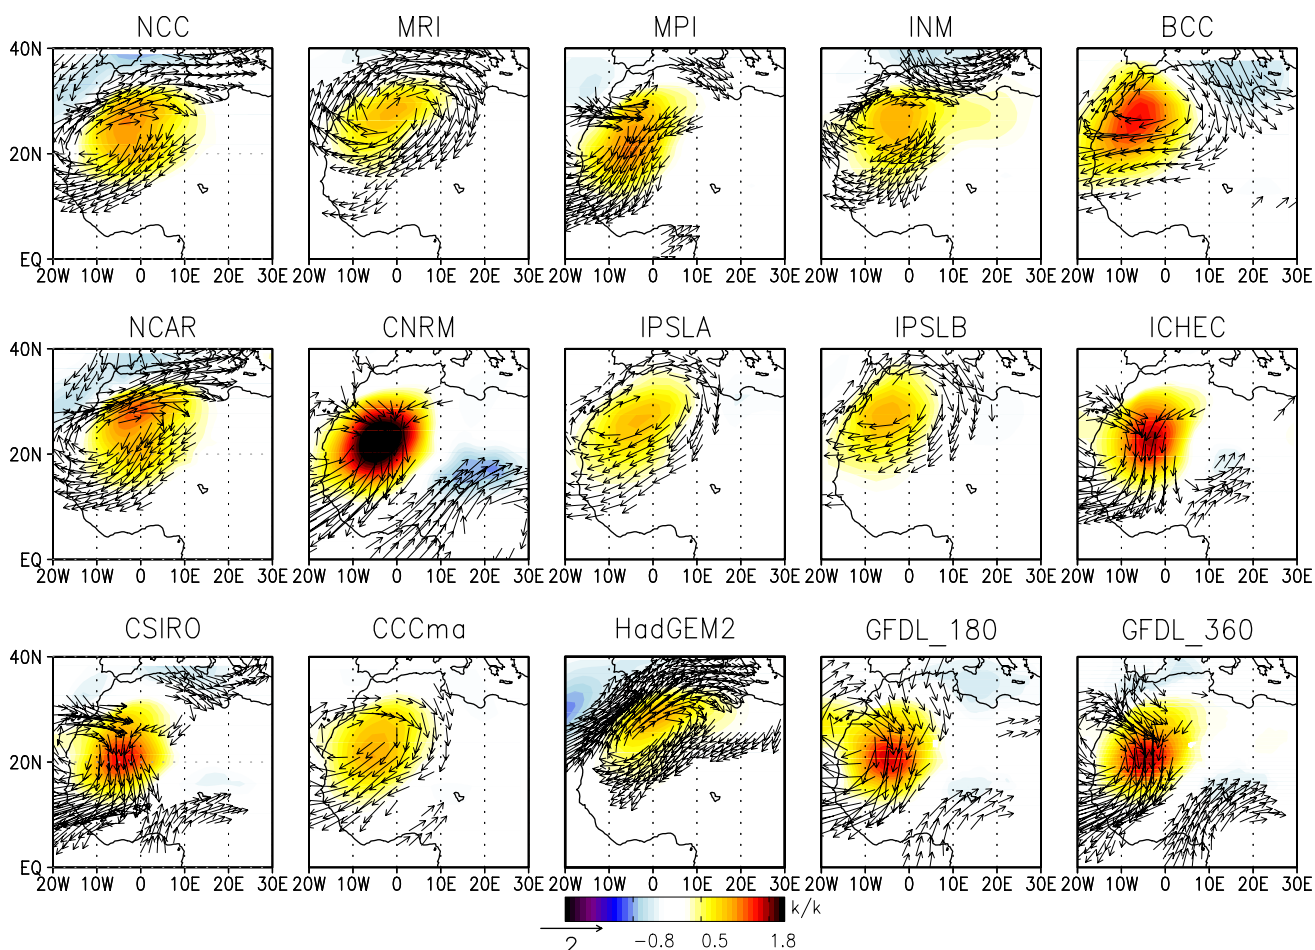 NCC MRI MPI INM BCC
40N
20N
EQ
20W 10W 0 10E 20E 30E 20W 10W 0 10E 20E 30E 20W 10W 0 10E 20E 30E 20W 10W 0 10E 20E 30E 20W 10W 0 10E 20E 30E
NCAR CNRM IPSLA IPSLB ICHEC
40N
20N
EQ
20W 10W 0 10E 20E 30E 20W 10W 0 10E 20E 30E 20W 10W 0 10E 20E 30E 20W 10W 0 10E 20E 30E 20W 10W 0 10E 20E 30E
CSIRO CCCma HadGEM2 GFDL_180 GFDL_360
40N
20N
EQ
20W 10W 0 10E 20E 30E 20W 10W 0 10E 20E 30E 20W 10W 0 10E 20E 30E 20W 10W 0 10E 20E 30E 20W 10W 0 10E 20E 30E
k/k
2 -0.8 0.5 1.8